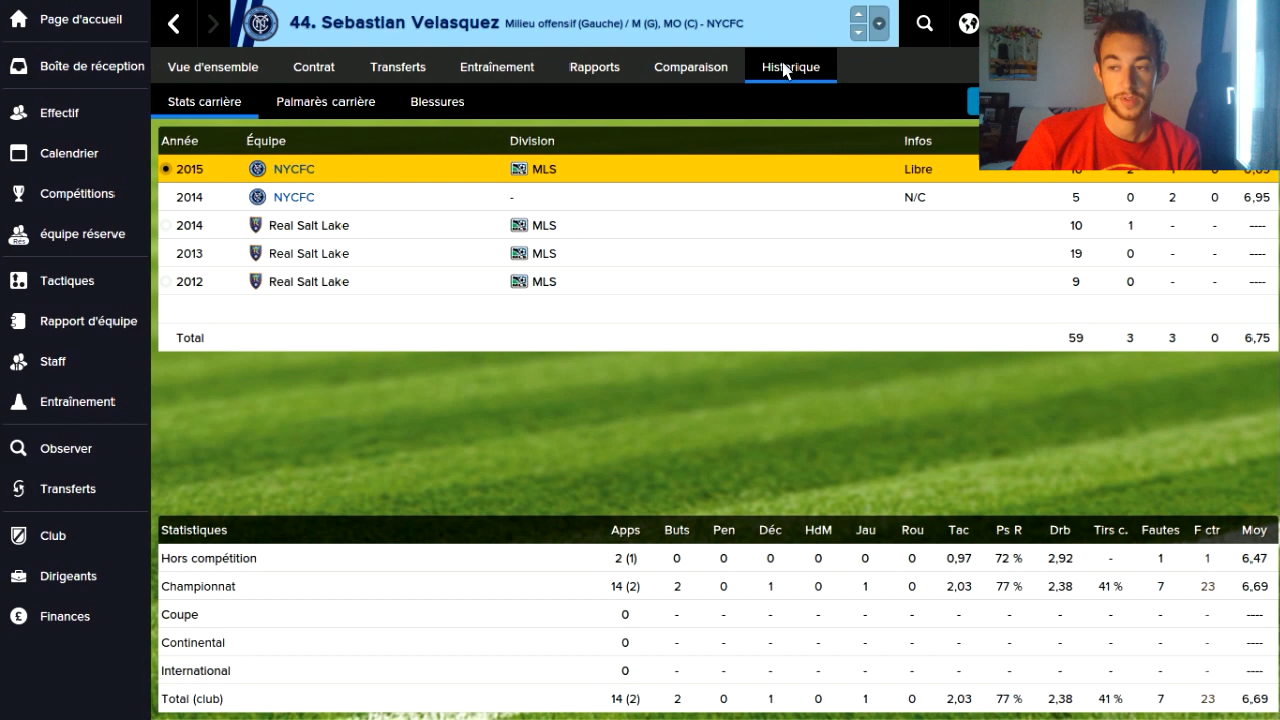 Page d'accueil
Boîte de réception
Effectif
Calendrier
Compétitions
équipe réserve
Tactiques
Rapport d'équipe
Staff
Entraînement
Observer
Transferts
Club
Dirigeants
Finances
44. Sebastian Velasquez Milieu offensif (Gauche) / M (G), MO (C) - NYCFC
Vue d'ensemble Contrat Transferts Entraînement Rapports Comparaison Historique
Stats carrière Palmarès carrière Blessures
Année Équipe Division Infos
2015 NYCFC MLS Libre
2014 NYCFC - N/C 5 0 2 0 6,95
2014 Real Salt Lake MLS 10 1 - - ----
2013 Real Salt Lake MLS 19 0 - - ----
2012 Real Salt Lake MLS 9 0 - - ----
Total 59 3 3 0 6,75
Statistiques Apps Buts Pen Déc HdM Jau Rou Tac Ps R Drb Tirs c. Fautes F ctr Moy
Hors compétition 2 (1) 0 0 0 0 0 0 0,97 72 % 2,92 - 1 1 6,47
Championnat 14 (2) 2 0 1 0 1 0 2,03 77 % 2,38 41 % 7 23 6,69
Coupe 0 - - - - - - - - - - - - ----
Continental 0 - - - - - - - - - - - - ----
International 0 - - - - - - - - - - - - ----
Total (club) 14 (2) 2 0 1 0 1 0 2,03 77 % 2,38 41 % 7 23 6,69